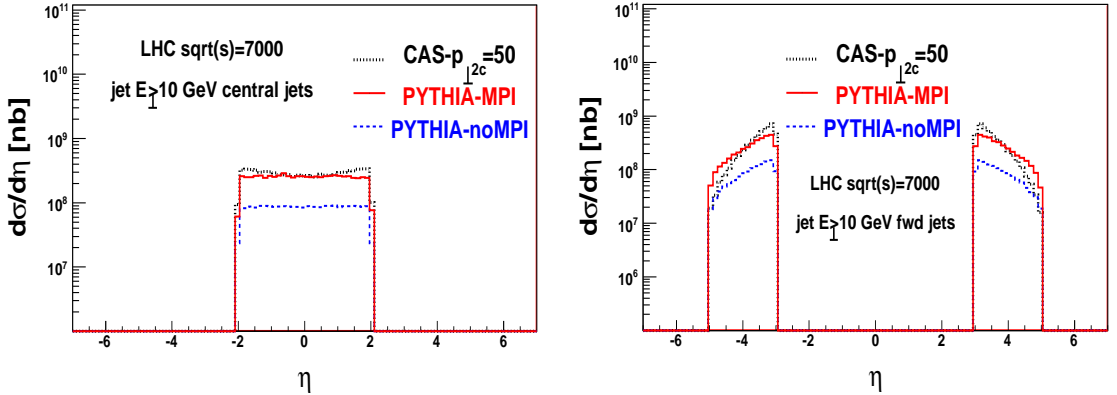 dσ/dη [nb]
10^11
10^10
10^9
10^8
10^7
LHC sqrt(s)=7000
jet E⊥>10 GeV central jets
CAS-p⊥2c=50
PYTHIA-MPI
PYTHIA-noMPI
-6 -4 -2 0 2 4 6
η
dσ/dη [nb]
10^11
10^10
10^9
10^8
10^7
10^6
CAS-p⊥2c=50
PYTHIA-MPI
PYTHIA-noMPI
LHC sqrt(s)=7000
jet E⊥>10 GeV fwd jets
-6 -4 -2 0 2 4 6
η